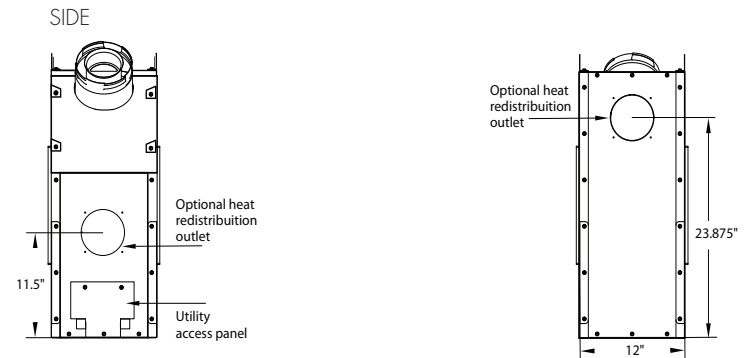 SIDE
Optional heat
redistribuition
outlet
11.5"
Utility
access panel
Optional heat
redistribuition
outlet
23.875"
12"